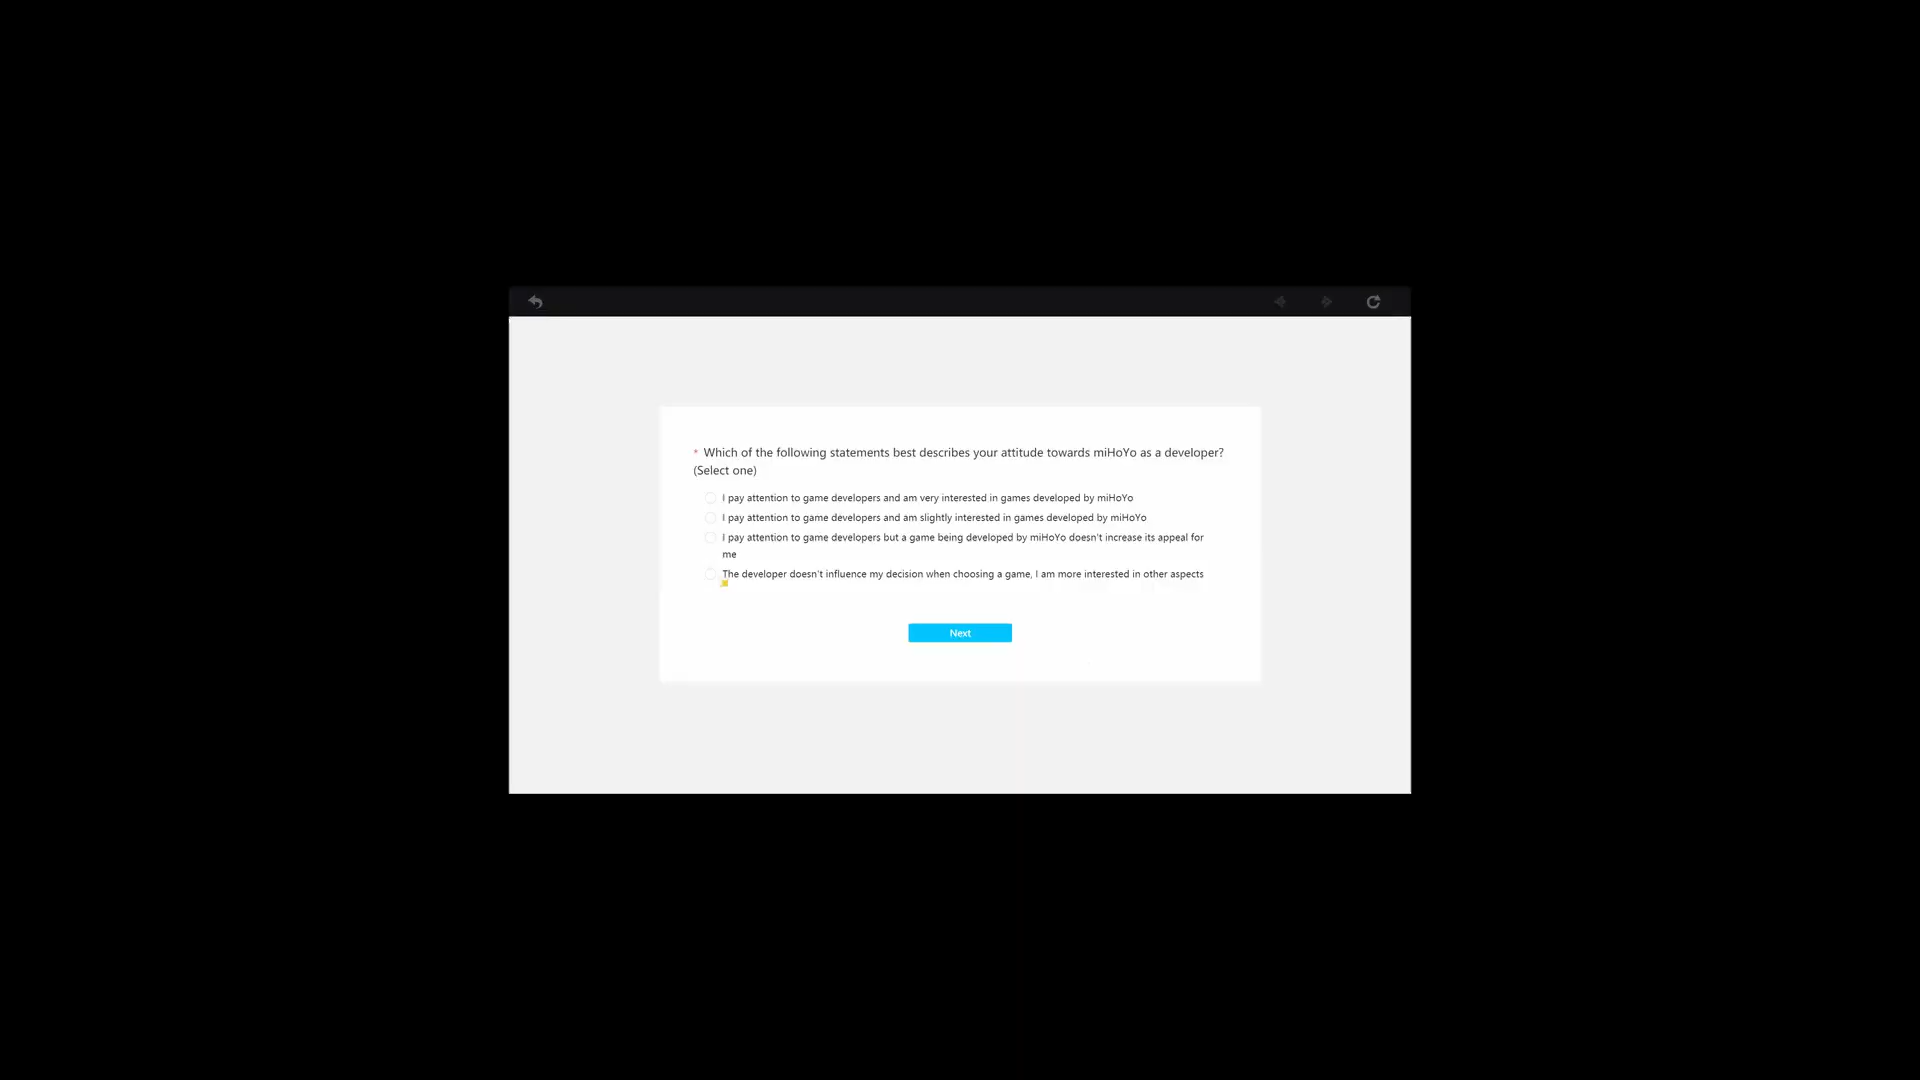 * Which of the following statements best describes your attitude towards miHoYo as a developer?
(Select one)
I pay attention to game developers and am very interested in games developed by miHoYo
I pay attention to game developers and am slightly interested in games developed by miHoYo
I pay attention to game developers but a game being developed by miHoYo doesn't increase its appeal for
me
The developer doesn't influence my decision when choosing a game, I am more interested in other aspects
Next